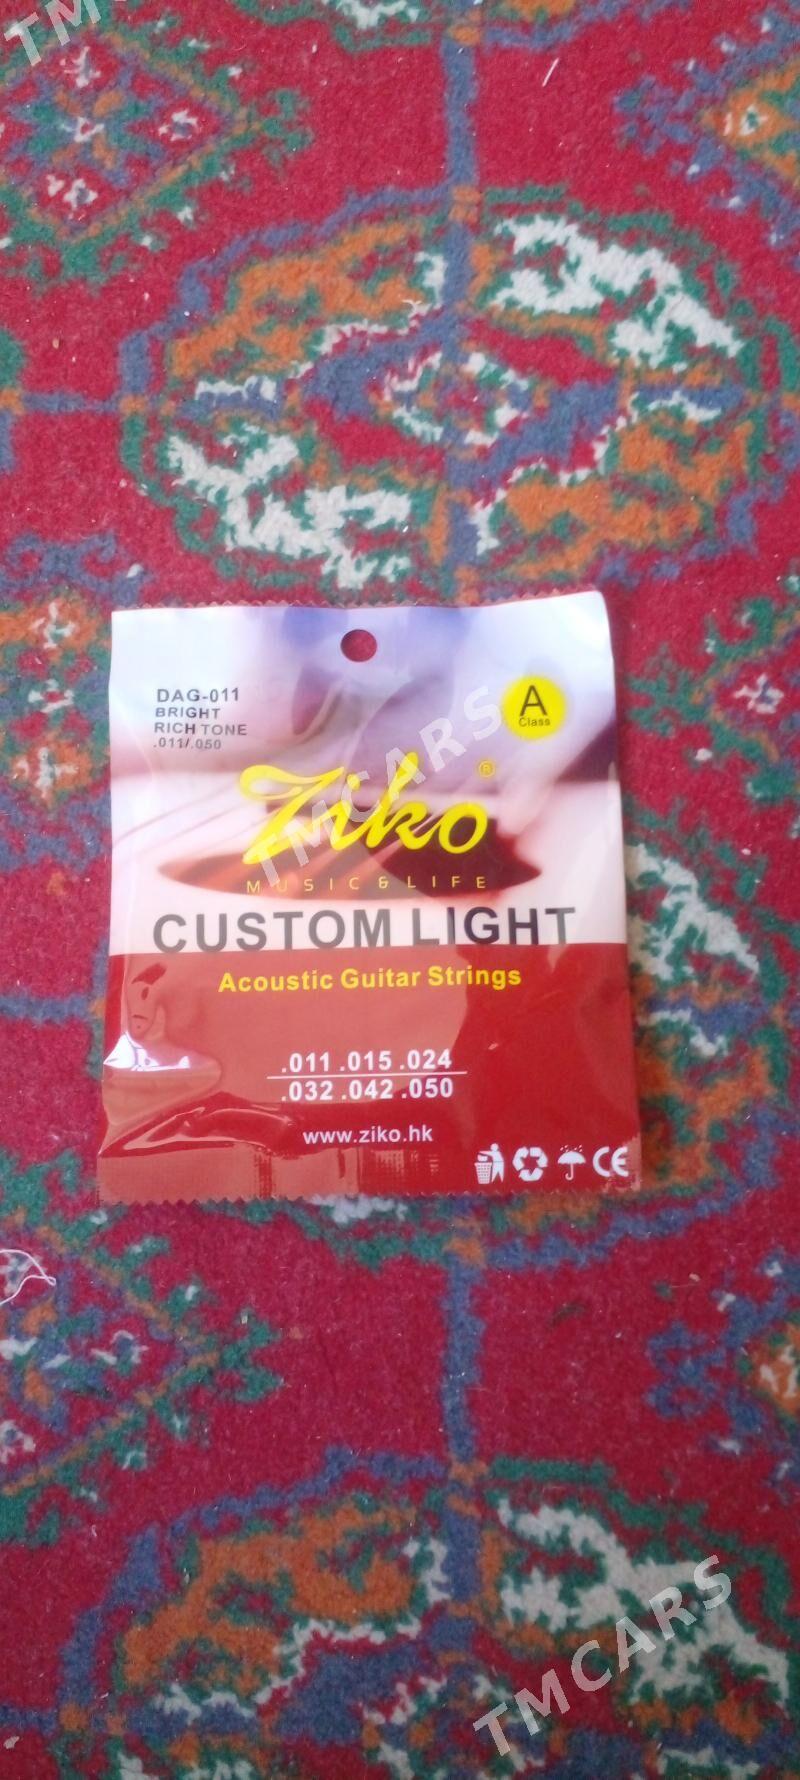 TMCARS
DAG-011
BRIGHT
RICH TONE
.011/.050
A
Class
Ziko®
TMCARS
MUSIC & LIFE
CUSTOM LIGHT
Acoustic Guitar Strings
.011 .015 .024
.032 .042 .050
www.ziko.hk
CE
TMCARS